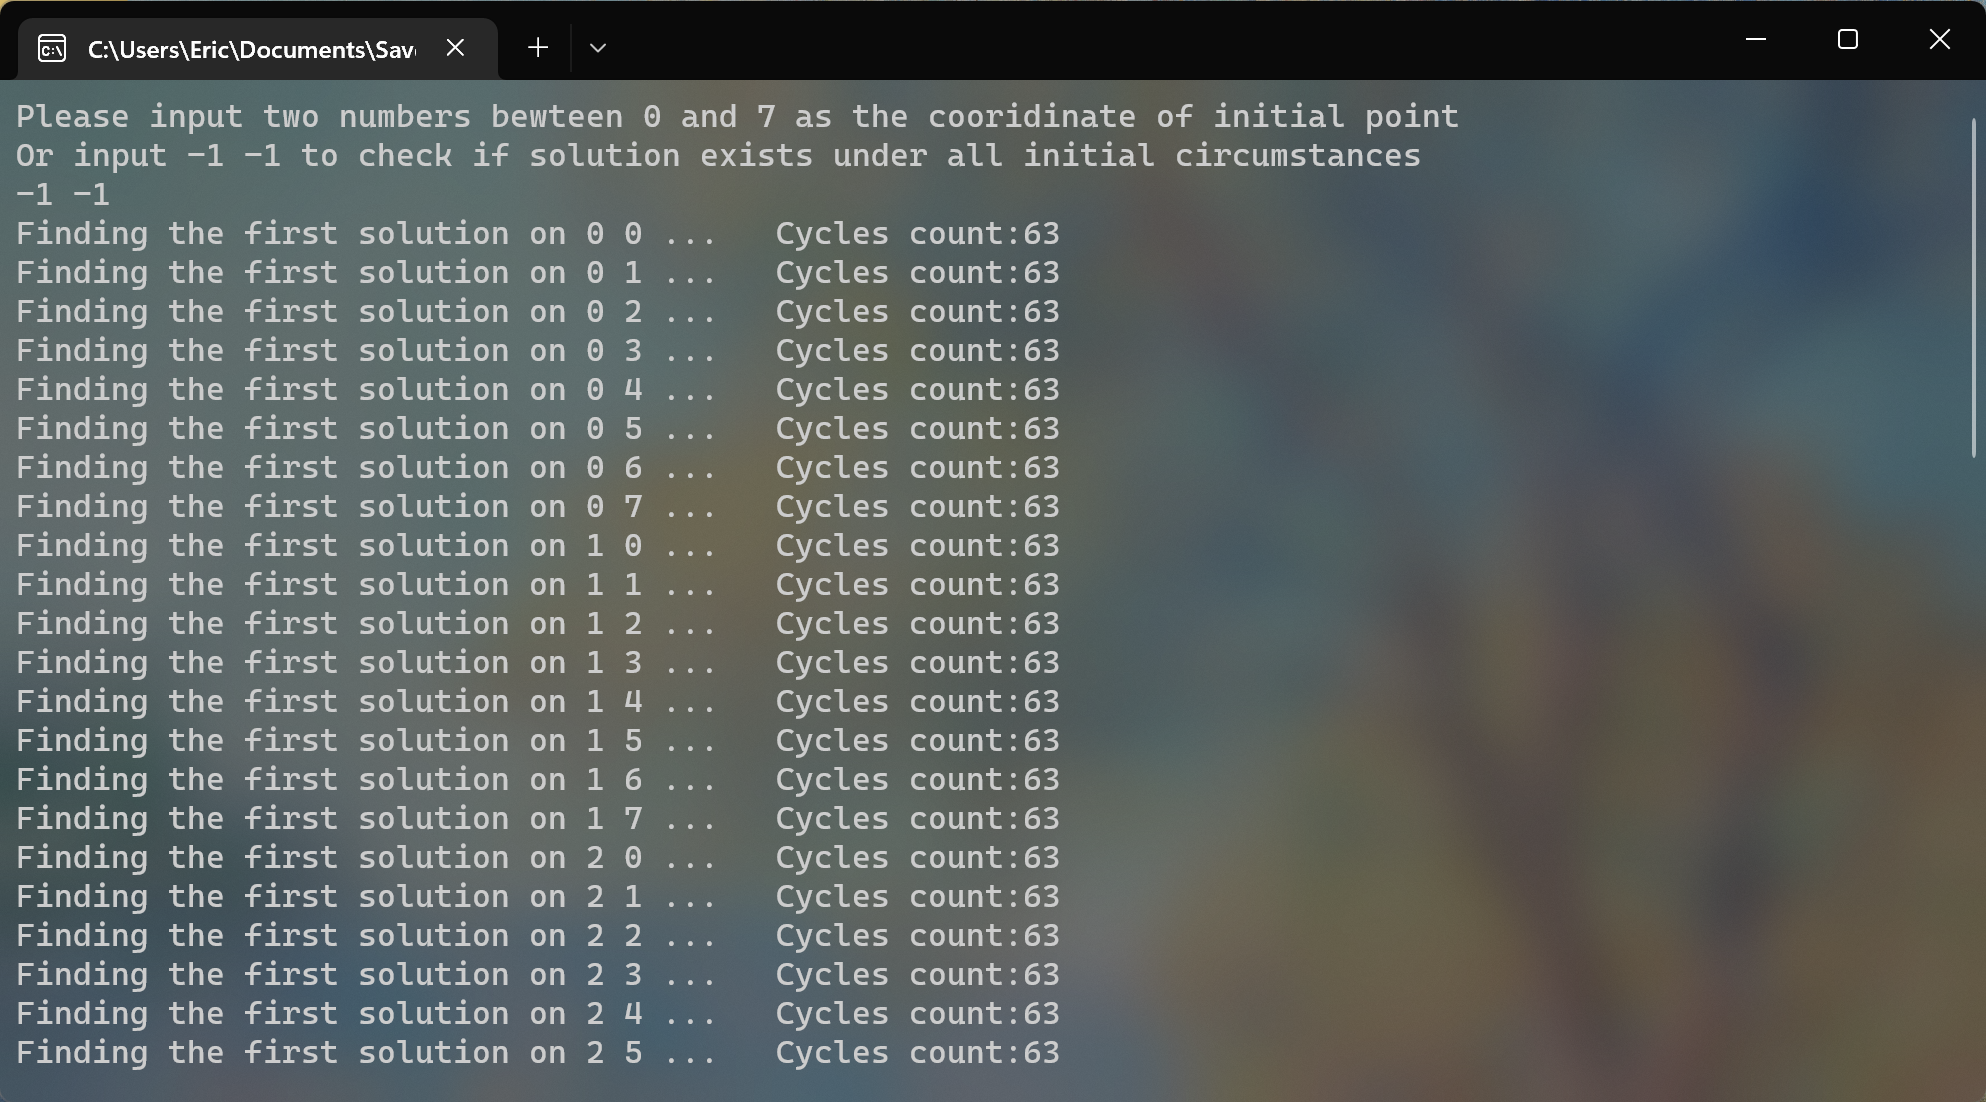 C:\Users\Eric\Documents\Sav
Please input two numbers bewteen 0 and 7 as the cooridinate of initial point
Or input -1 -1 to check if solution exists under all initial circumstances
-1 -1
Finding the first solution on 0 0 ...   Cycles count:63
Finding the first solution on 0 1 ...   Cycles count:63
Finding the first solution on 0 2 ...   Cycles count:63
Finding the first solution on 0 3 ...   Cycles count:63
Finding the first solution on 0 4 ...   Cycles count:63
Finding the first solution on 0 5 ...   Cycles count:63
Finding the first solution on 0 6 ...   Cycles count:63
Finding the first solution on 0 7 ...   Cycles count:63
Finding the first solution on 1 0 ...   Cycles count:63
Finding the first solution on 1 1 ...   Cycles count:63
Finding the first solution on 1 2 ...   Cycles count:63
Finding the first solution on 1 3 ...   Cycles count:63
Finding the first solution on 1 4 ...   Cycles count:63
Finding the first solution on 1 5 ...   Cycles count:63
Finding the first solution on 1 6 ...   Cycles count:63
Finding the first solution on 1 7 ...   Cycles count:63
Finding the first solution on 2 0 ...   Cycles count:63
Finding the first solution on 2 1 ...   Cycles count:63
Finding the first solution on 2 2 ...   Cycles count:63
Finding the first solution on 2 3 ...   Cycles count:63
Finding the first solution on 2 4 ...   Cycles count:63
Finding the first solution on 2 5 ...   Cycles count:63